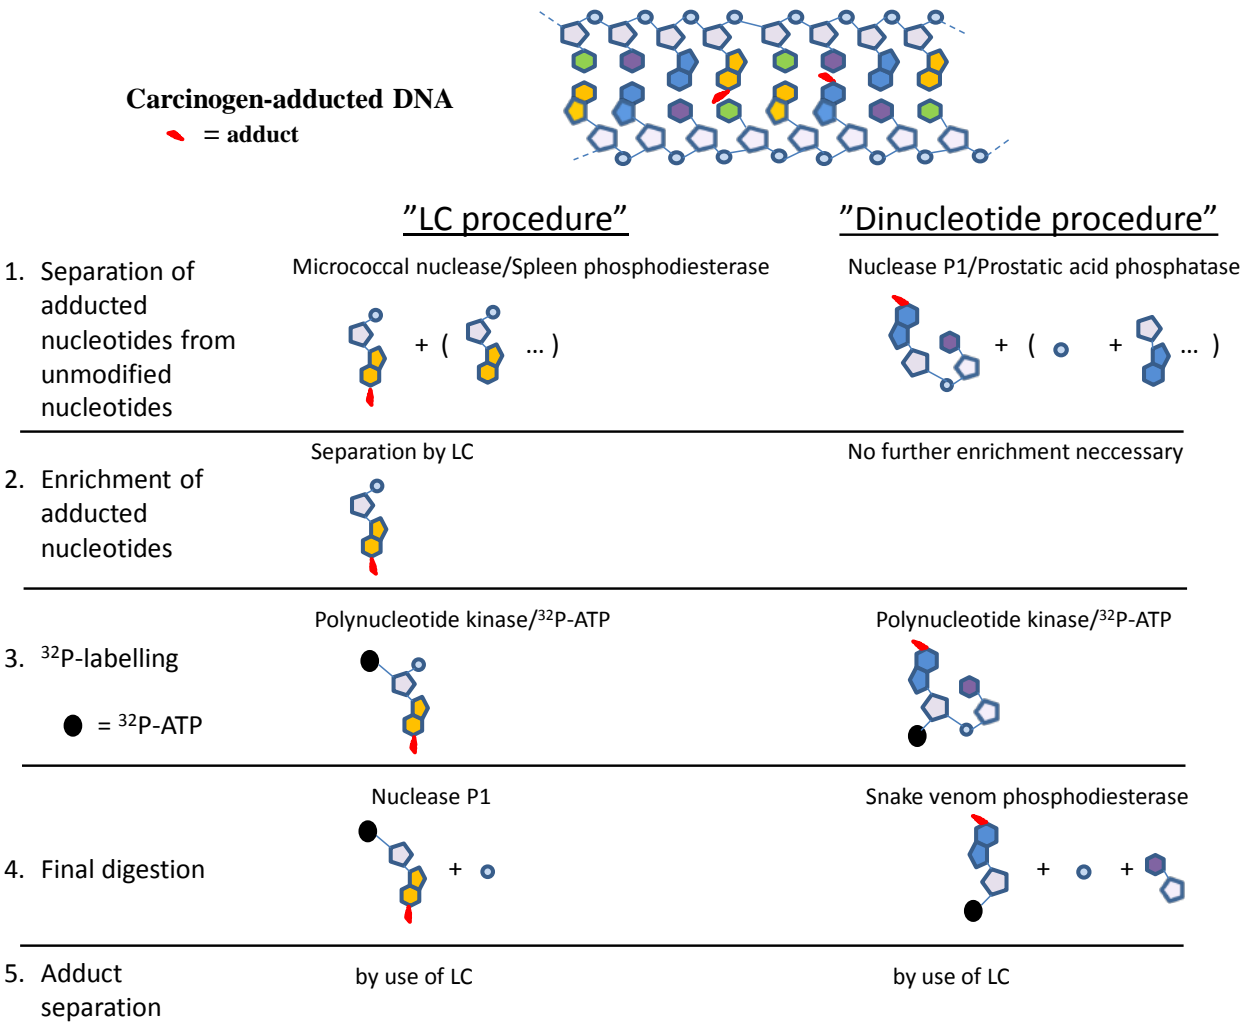 Carcinogen-adducted DNA
= adduct
”LC procedure”
”Dinucleotide procedure”
1. Separation of
adducted
nucleotides from
unmodified
nucleotides
Micrococcal nuclease/Spleen phosphodiesterase
+ ( ... )
Nuclease P1/Prostatic acid phosphatase
+ ( + ... )
2. Enrichment of
adducted
nucleotides
Separation by LC
No further enrichment neccessary
3. ³²P-labelling
= ³²P-ATP
Polynucleotide kinase/³²P-ATP
Polynucleotide kinase/³²P-ATP
4. Final digestion
Nuclease P1
+
Snake venom phosphodiesterase
+ +
5. Adduct
separation
by use of LC
by use of LC